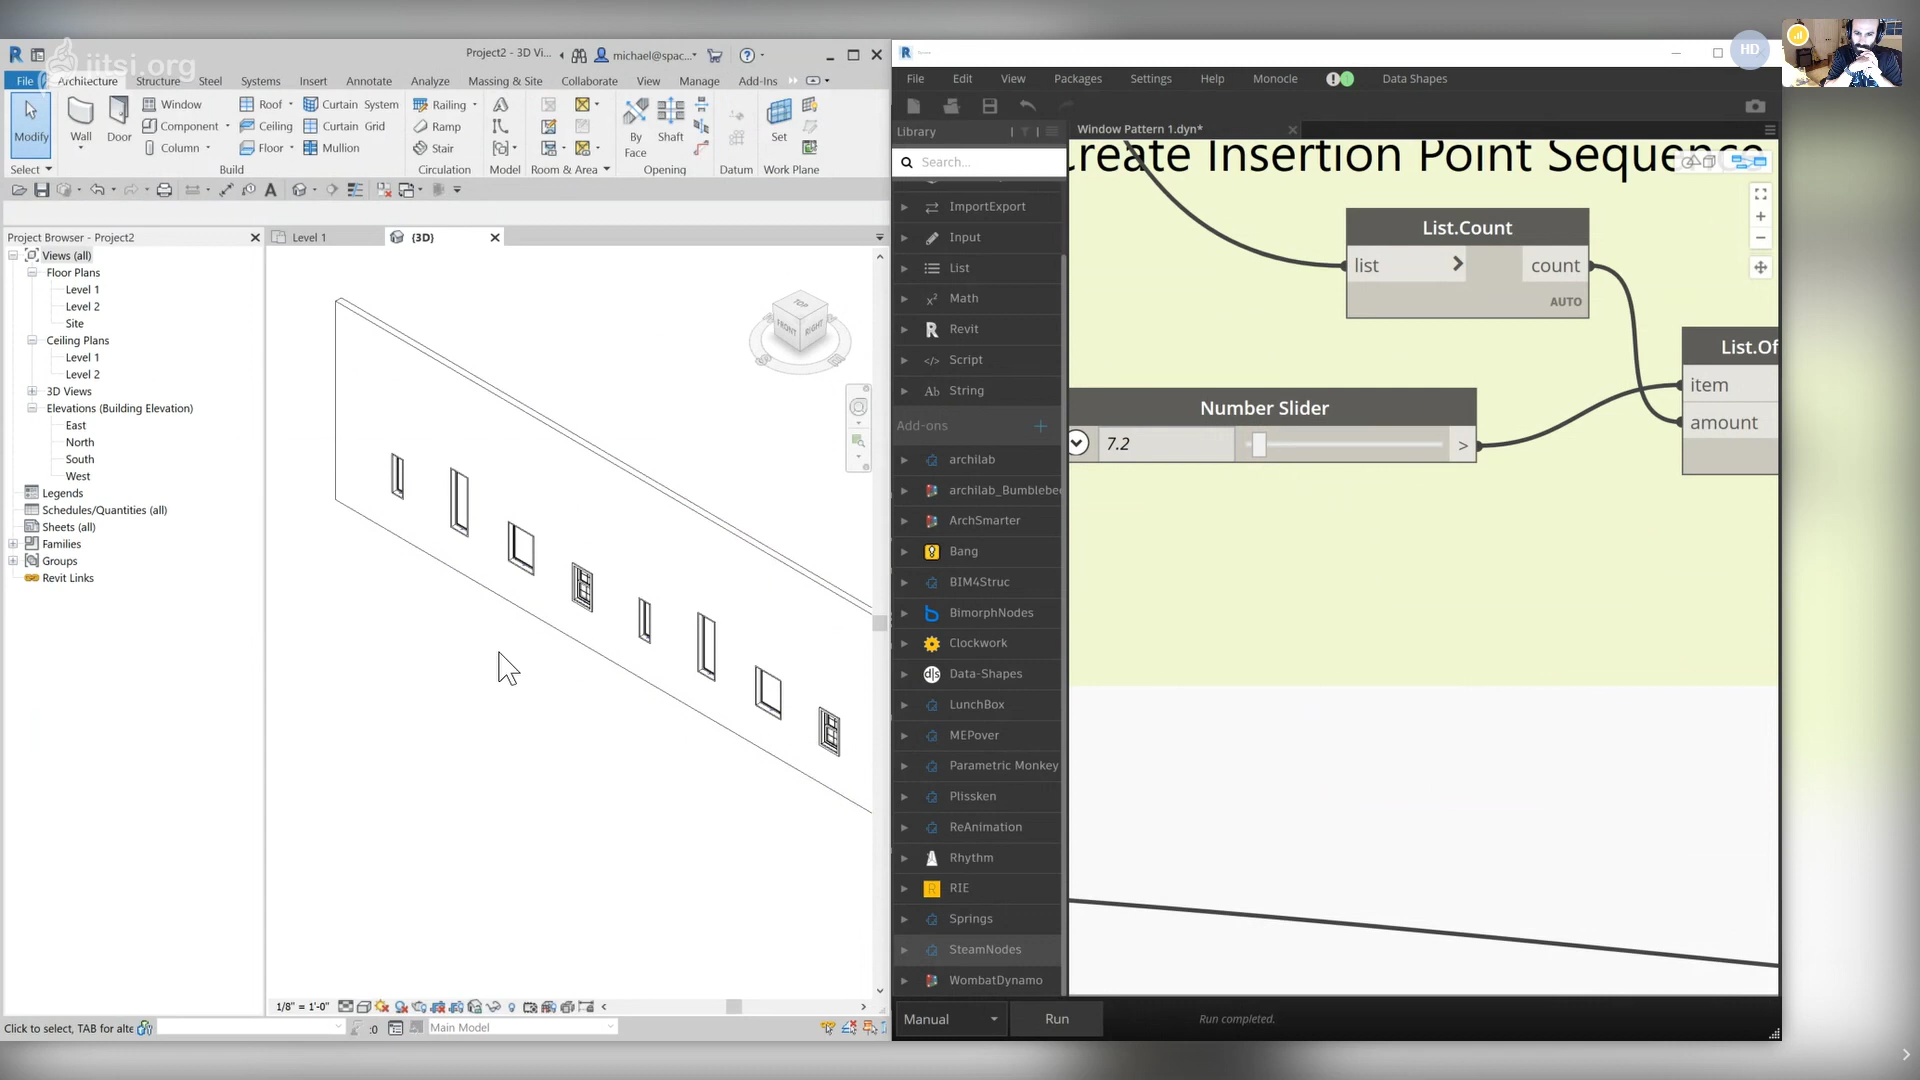 jitsi.org
Project2 - 3D Vi...
michael@spac...
File
Architecture
Structure
Steel
Systems
Insert
Annotate
Analyze
Massing & Site
Collaborate
View
Manage
Add-Ins
Modify
Wall
Door
Window
Component
Column
Roof
Ceiling
Floor
Curtain System
Curtain Grid
Mullion
Railing
Ramp
Stair
By
Face
Shaft
Set
Select
Build
Circulation
Model
Room & Area
Opening
Datum
Work Plane
Project Browser - Project2
Level 1
{3D}
Views (all)
Floor Plans
Level 1
Level 2
Site
Ceiling Plans
Level 1
Level 2
3D Views
Elevations (Building Elevation)
East
North
South
West
Legends
Schedules/Quantities (all)
Sheets (all)
Families
Groups
Revit Links
TOP
FRONT
RIGHT
1/8" = 1'-0"
Click to select, TAB for alte
:0
Main Model
File
Edit
View
Packages
Settings
Help
Monocle
Data Shapes
Library
Search...
ImportExport
Input
List
Math
Revit
Script
String
Add-ons
archilab
archilab_Bumblebee
ArchSmarter
Bang
BIM4Struc
BimorphNodes
Clockwork
Data-Shapes
LunchBox
MEPover
Parametric Monkey
Plissken
ReAnimation
Rhythm
RIE
Springs
SteamNodes
WombatDynamo
Window Pattern 1.dyn*
Create Insertion Point Sequence
List.Count
list
count
AUTO
Number Slider
7.2
>
List.Of
item
amount
Manual
Run
Run completed.
HD